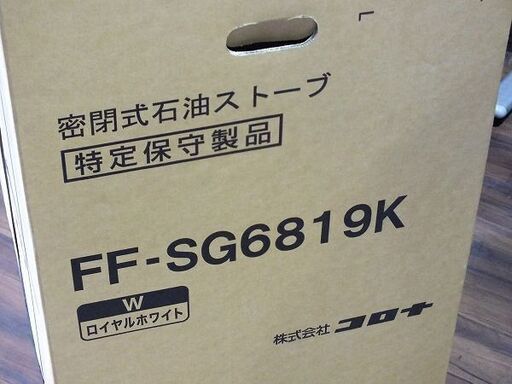 密閉式石油ストーブ
特定保守製品
FF-SG6819K
W
ロイヤルホワイト
株式会社 コロナ